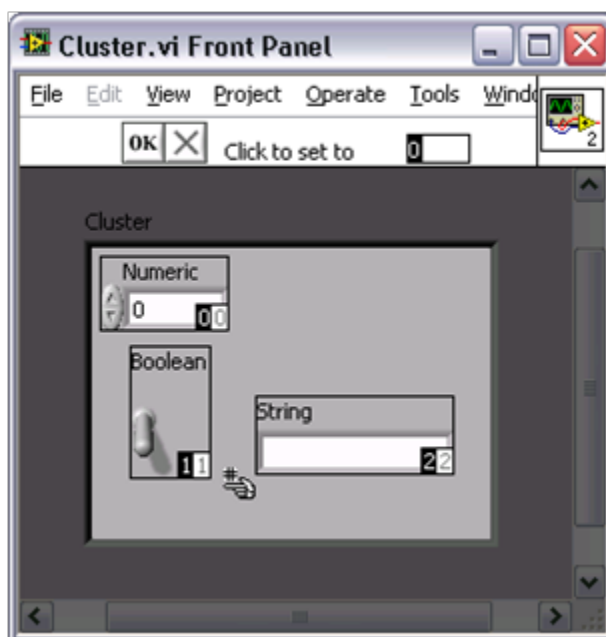 Cluster.vi Front Panel
File Edit View Project Operate Tools Windo
OK Click to set to 0
2
Cluster
Numeric
0 0 0
Boolean
1 1
String
2 2